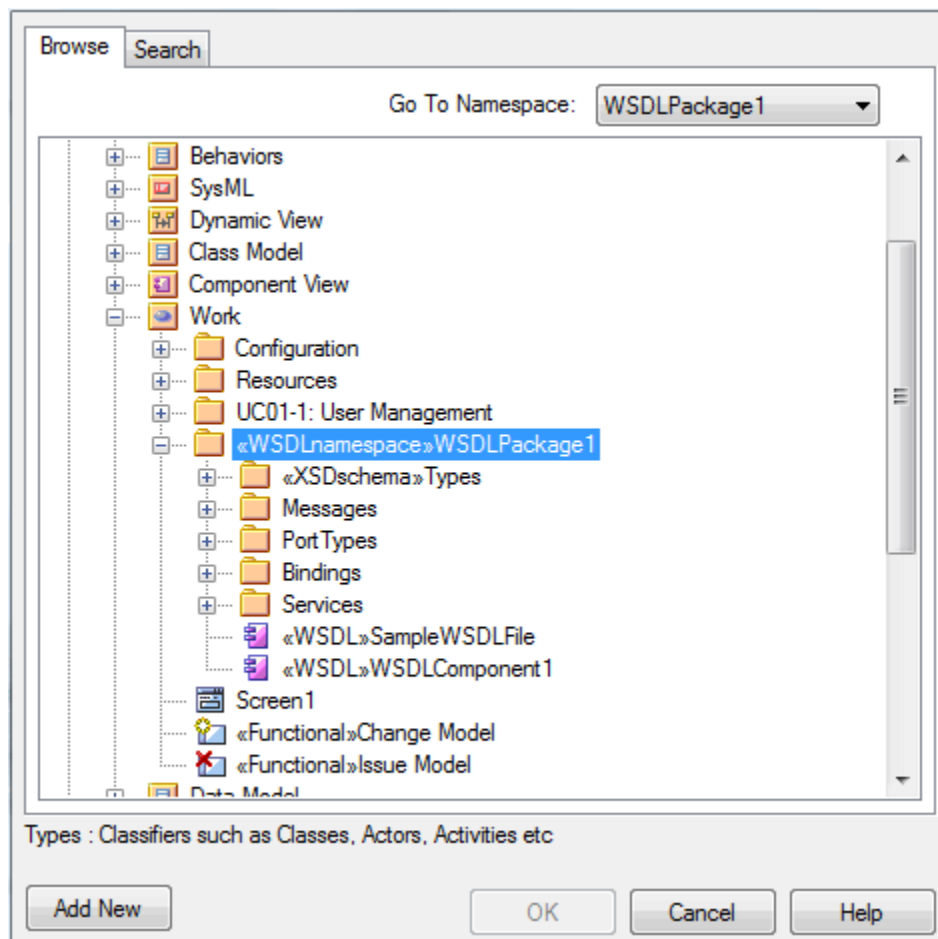 Browse Search
Go To Namespace: WSDLPackage1
Behaviors
SysML
Dynamic View
Class Model
Component View
Work
Configuration
Resources
UC01-1: User Management
«WSDLnamespace»WSDLPackage1
«XSDschema»Types
Messages
PortTypes
Bindings
Services
«WSDL»SampleWSDLFile
«WSDL»WSDLComponent1
Screen1
«Functional»Change Model
«Functional»Issue Model
Data Model
Types : Classifiers such as Classes, Actors, Activities etc
Add New OK Cancel Help